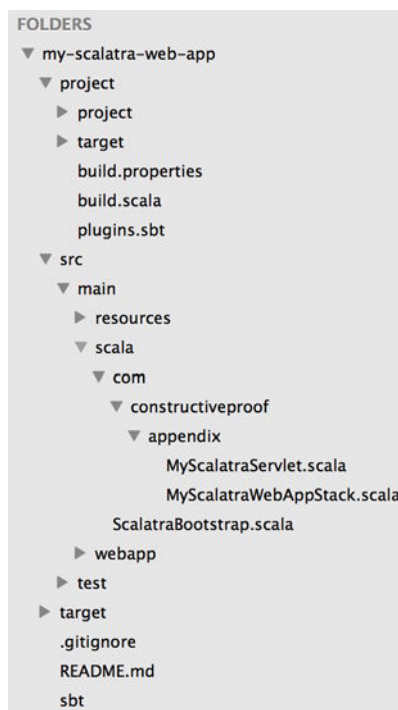 FOLDERS
my-scalatra-web-app
project
project
target
build.properties
build.scala
plugins.sbt
src
main
resources
scala
com
constructiveproof
appendix
MyScalatraServlet.scala
MyScalatraWebAppStack.scala
ScalatraBootstrap.scala
webapp
test
target
.gitignore
README.md
sbt